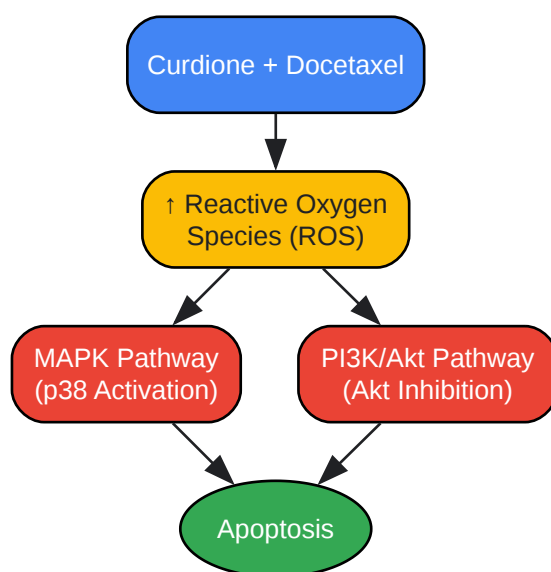 Curdione + Docetaxel
↑ Reactive Oxygen
Species (ROS)
MAPK Pathway
(p38 Activation)
PI3K/Akt Pathway
(Akt Inhibition)
Apoptosis